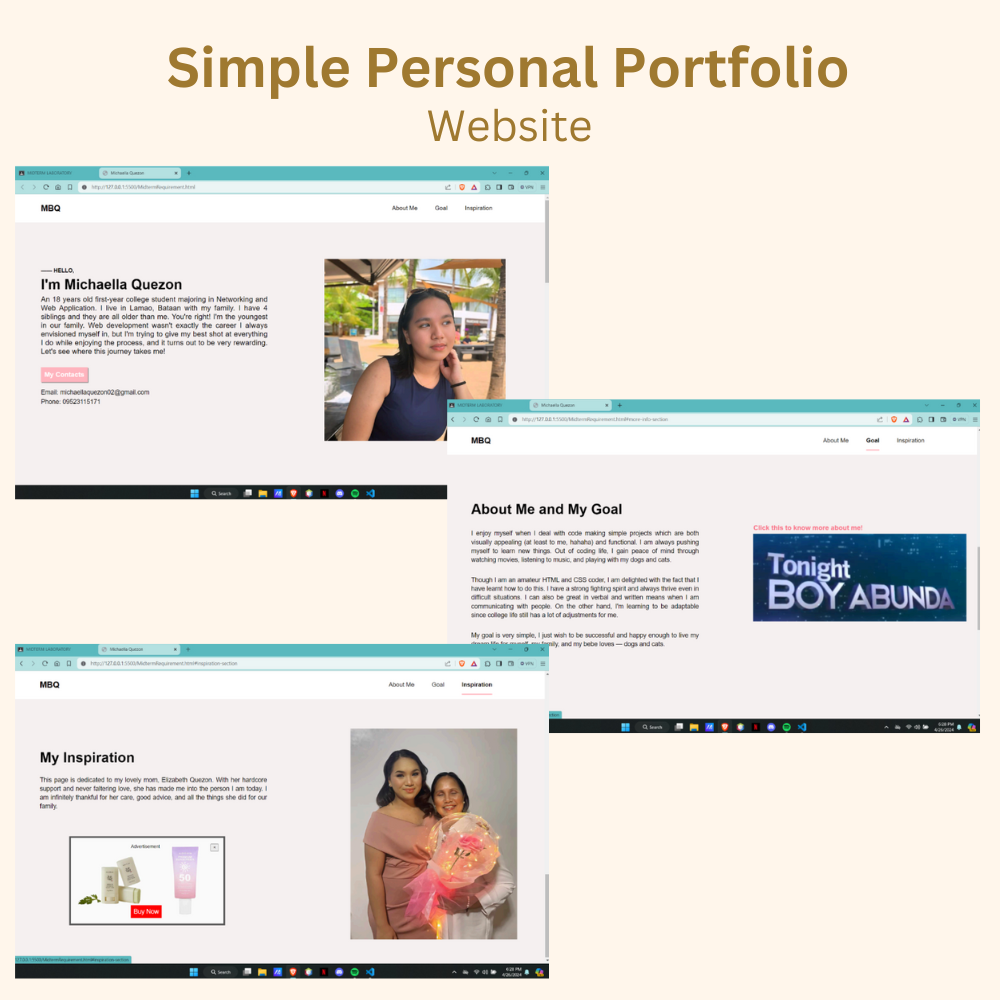 Simple Personal Portfolio
Website
MATERIA LABORATORY
Michaella Quezon
http://127.0.0.1:5500/MidtermRequirement.html
VPN
MBQ
About Me
Goal
Inspiration
HELLO,
I'm Michaella Quezon
An 18 years old first-year college student majoring in Networking and
Web Application. I live in Lamao, Bataan with my family. I have 4
siblings and they are all older than me. You're right! I'm the youngest
in our family. Web development wasn't exactly the career I always
envisioned myself in, but I'm trying to give my best shot at everything
I do while enjoying the process, and it turns out to be very rewarding.
Let's see where this journey takes me!
My Contacts
Email: michaellaquezon02@gmail.com
Phone: 09523115171
Search
Michaella Quezon
http://127.0.0.1:5500/MidtermRequirement.html#more-info-section
VPN
MBQ
About Me
Goal
Inspiration
About Me and My Goal
I enjoy myself when I deal with code making simple projects which are both
visually appealing (at least to me, hahaha) and functional. I am always pushing
myself to learn new things. Out of coding life, I gain peace of mind through
watching movies, listening to music, and playing with my dogs and cats.
Though I am an amateur HTML and CSS coder, I am delighted with the fact that I
have learnt how to do this. I have a strong fighting spirit and always thrive even in
difficult situations. I can also be great in verbal and written means when I am
communicating with people. On the other hand, I'm learning to be adaptable
since college life still has a lot of adjustments for me.
My goal is very simple, I just wish to be successful and happy enough to live my
dream life for myself, my family, and my bebe loves — dogs and cats.
Click this to know more about me!
Tonight
BOY ABUNDA
Search
4/26/2024
Michaella Quezon
http://127.0.0.1:5500/MidtermRequirement.html#inspiration-section
VPN
MBQ
About Me
Goal
Inspiration
My Inspiration
This page is dedicated to my lovely mom, Elizabeth Quezon. With her hardcore
support and never faltering love, she has made me into the person I am today. I
am infinitely thankful for her care, good advice, and all the things she did for our
family.
Advertisement
50
Buy Now
Search
4/26/2024